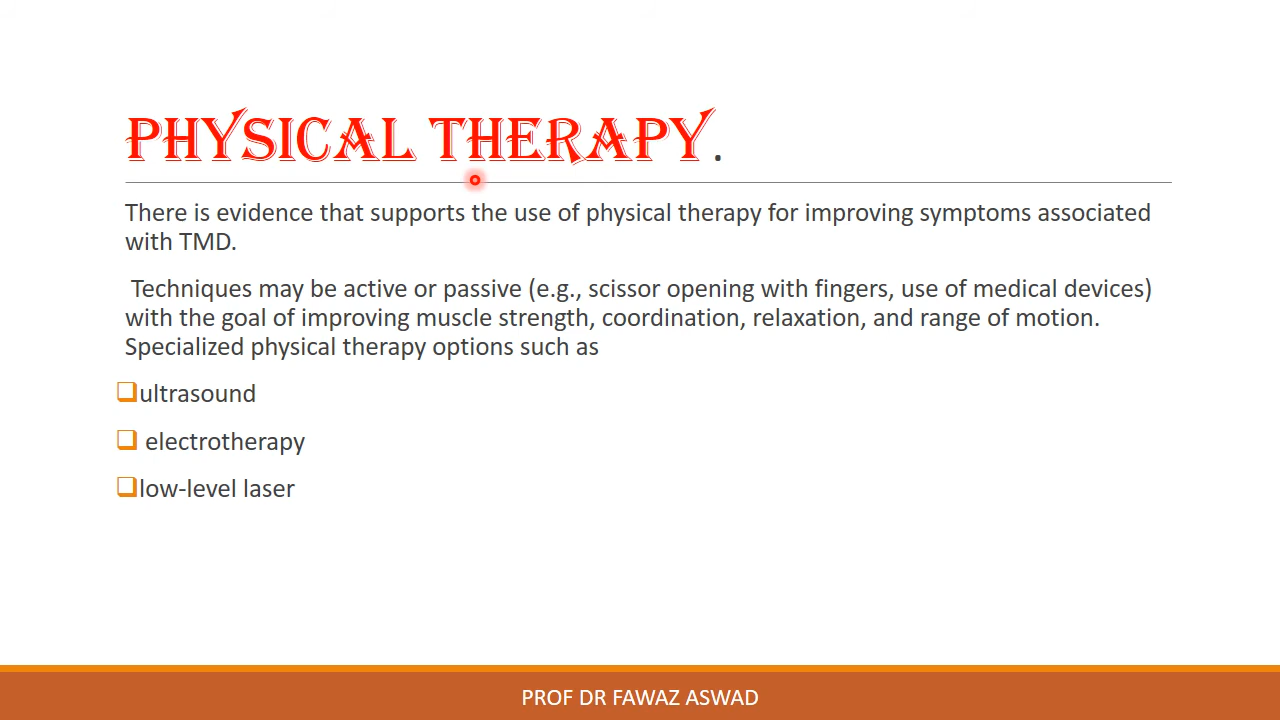 PHYSICAL THERAPY.
There is evidence that supports the use of physical therapy for improving symptoms associated
with TMD.
Techniques may be active or passive (e.g., scissor opening with fingers, use of medical devices)
with the goal of improving muscle strength, coordination, relaxation, and range of motion.
Specialized physical therapy options such as
❑ultrasound
❑ electrotherapy
❑low-level laser
PROF DR FAWAZ ASWAD